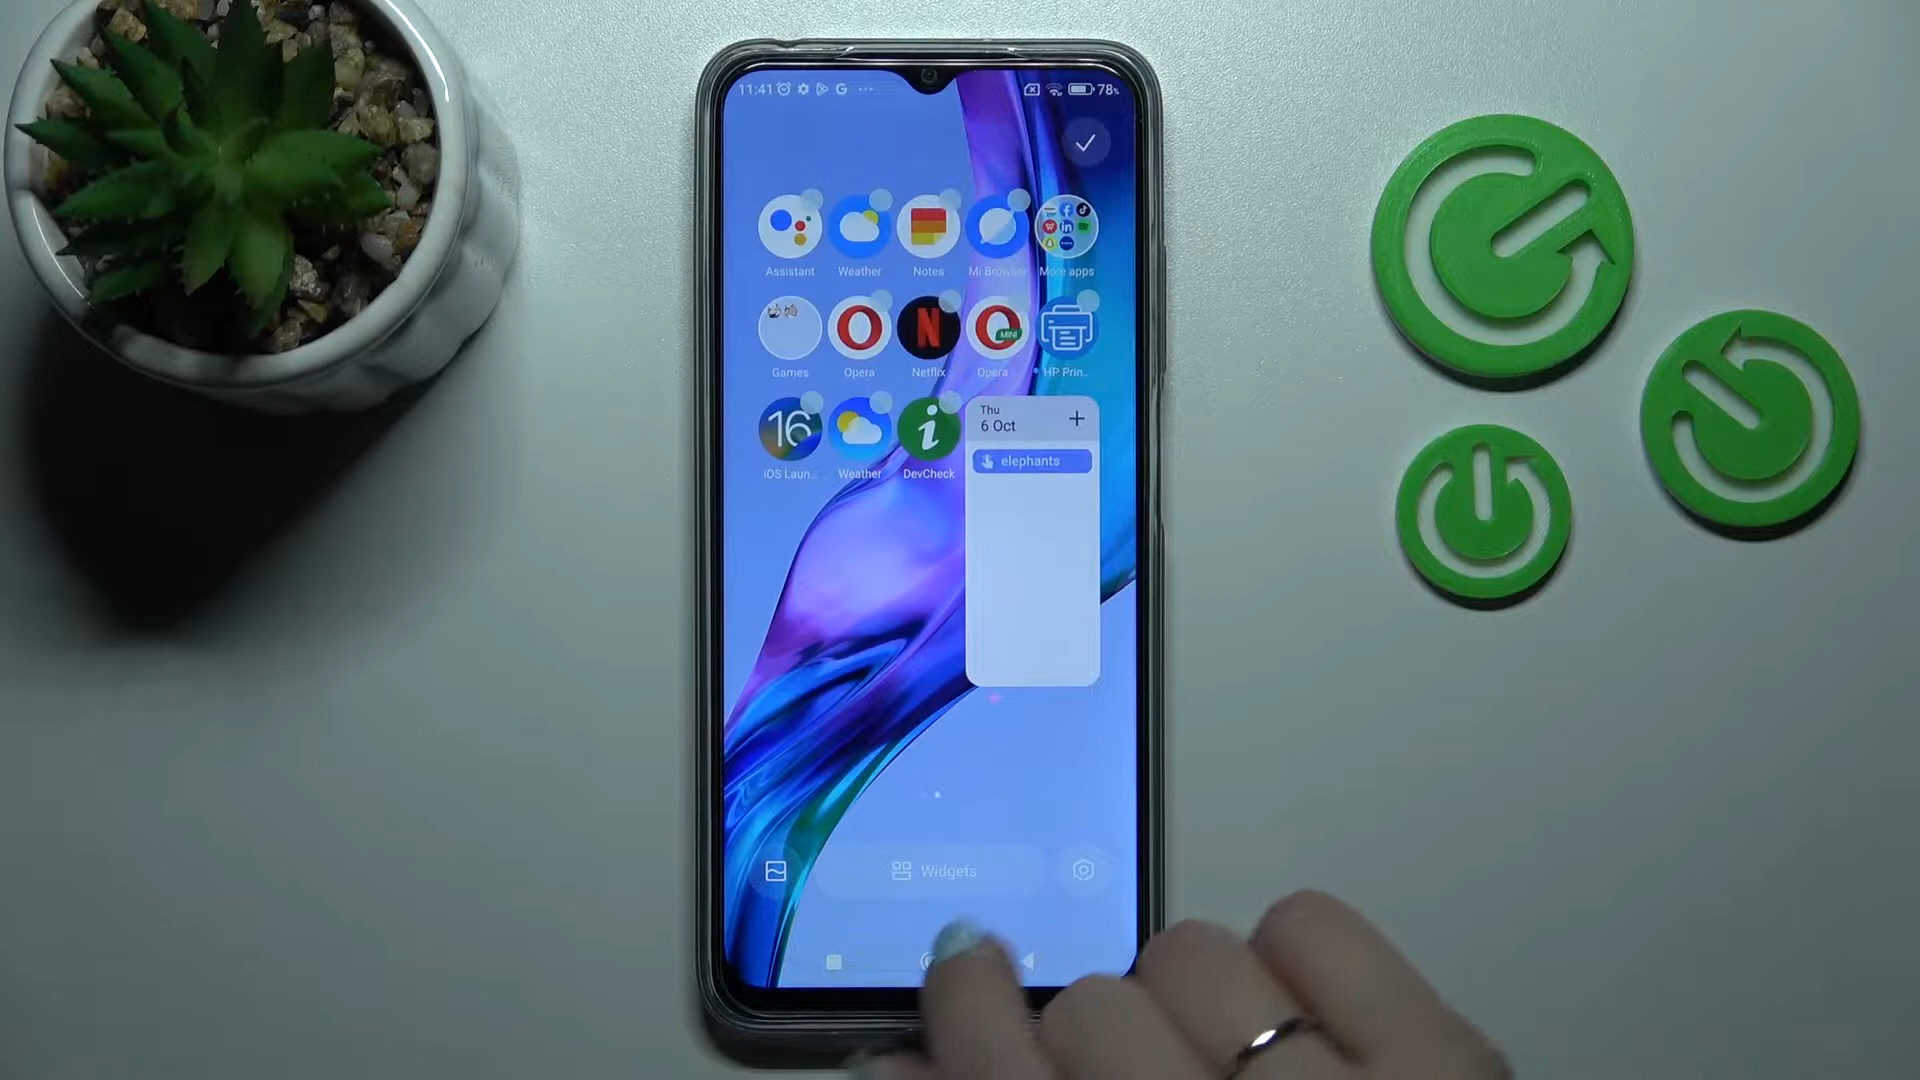 11:41 G ... 78%
Assistant Weather Notes Mi Browser More apps
Games Opera Netflix Opera HP Prin..
16
iOS Laun.. Weather DevCheck
Thu
6 Oct +
elephants
Widgets